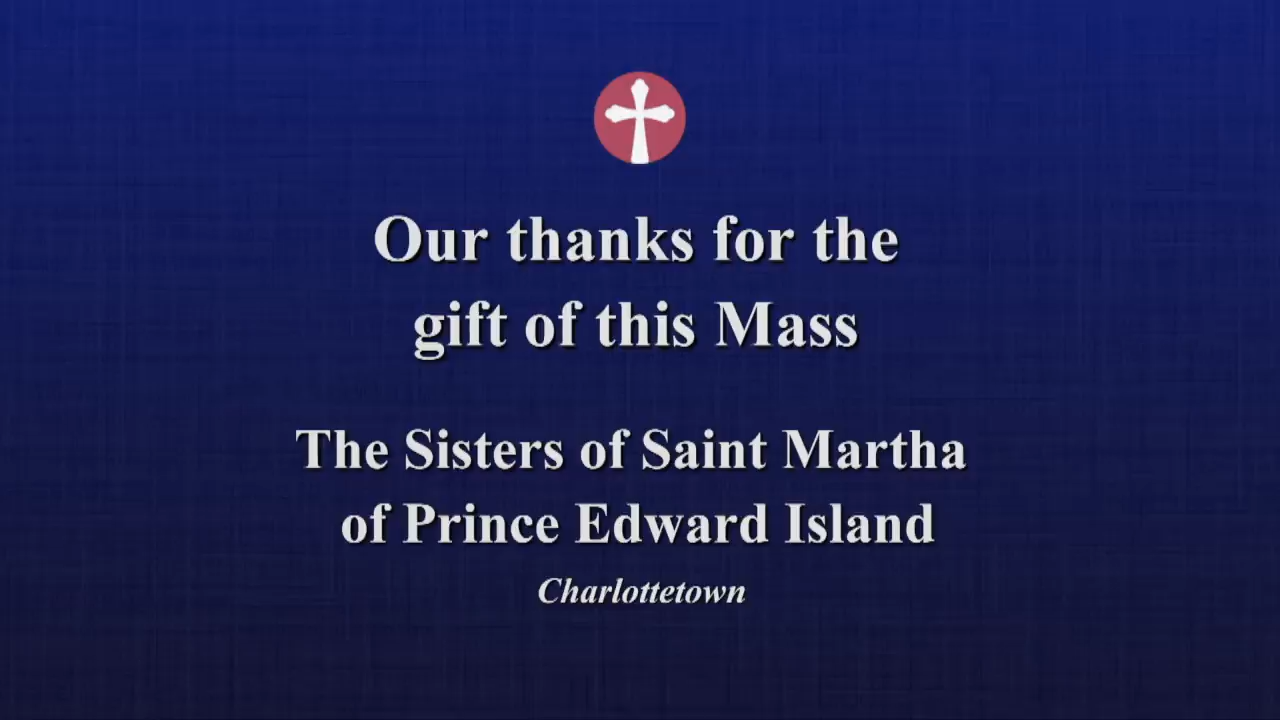 Our thanks for the
gift of this Mass
The Sisters of Saint Martha
of Prince Edward Island
Charlottetown